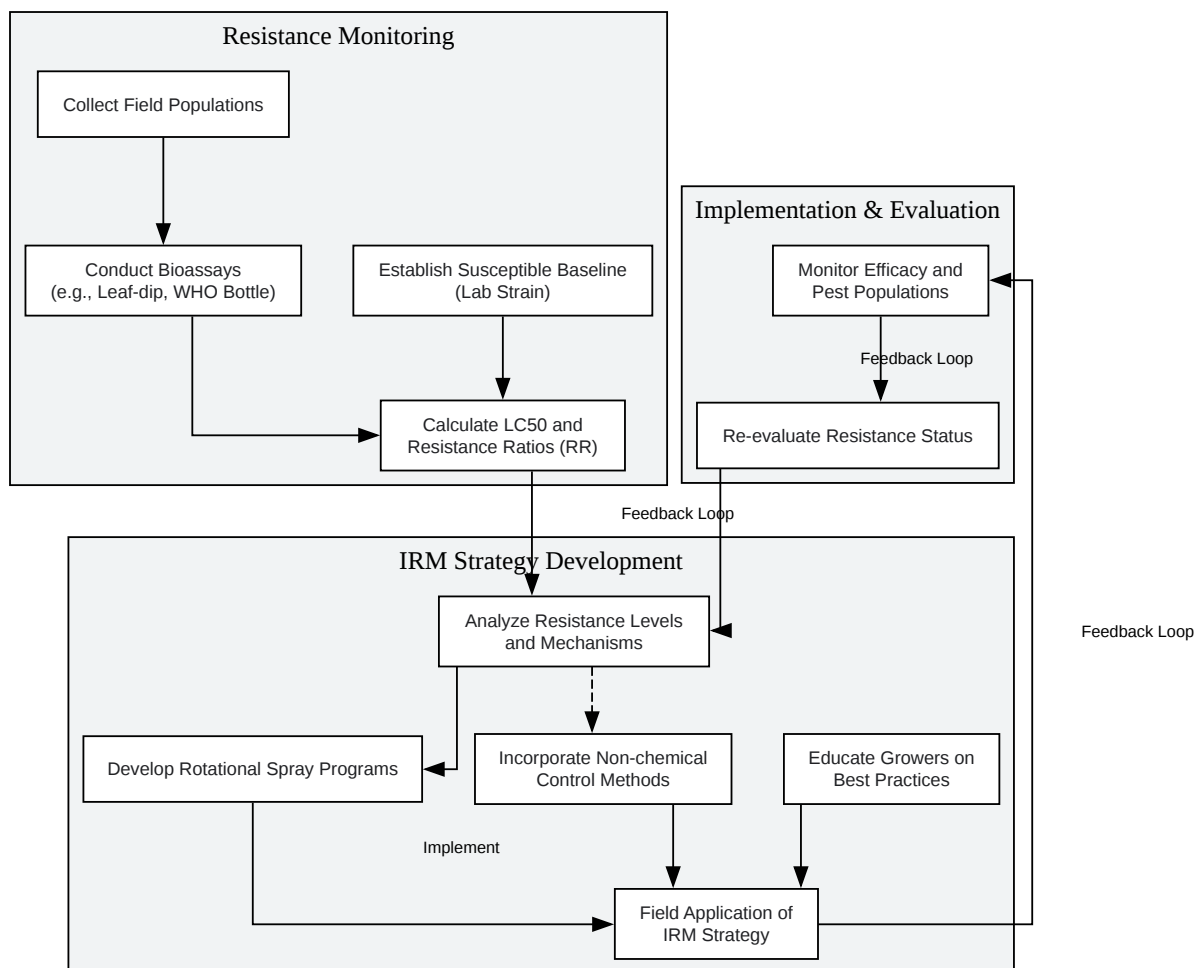 Resistance Monitoring
Collect Field Populations
Conduct Bioassays
(e.g., Leaf-dip, WHO Bottle)
Establish Susceptible Baseline
(Lab Strain)
Calculate LC50 and
Resistance Ratios (RR)
Implementation & Evaluation
Monitor Efficacy and
Pest Populations
Feedback Loop
Re-evaluate Resistance Status
Feedback Loop
IRM Strategy Development
Analyze Resistance Levels
and Mechanisms
Feedback Loop
Develop Rotational Spray Programs
Incorporate Non-chemical
Control Methods
Educate Growers on
Best Practices
Implement
Field Application of
IRM Strategy